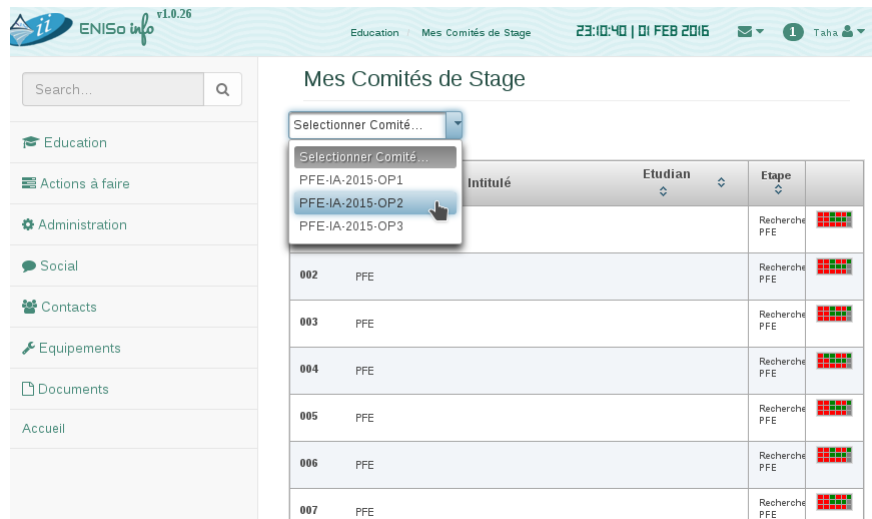 ii ENISo info v1.0.26
Education / Mes Comités de Stage
23:10:40 | 01 FEB 2016
1 Taha
Search...
Education
Actions à faire
Administration
Social
Contacts
Equipements
Documents
Accueil
Mes Comités de Stage
Selectionner Comité...
Selectionner Comité...
PFE-IA-2015-OP1
PFE-IA-2015-OP2
PFE-IA-2015-OP3
Intitulé Etudian Etape
Recherche PFE
002 PFE Recherche PFE
003 PFE Recherche PFE
004 PFE Recherche PFE
005 PFE Recherche PFE
006 PFE Recherche PFE
007 PFE Recherche PFE